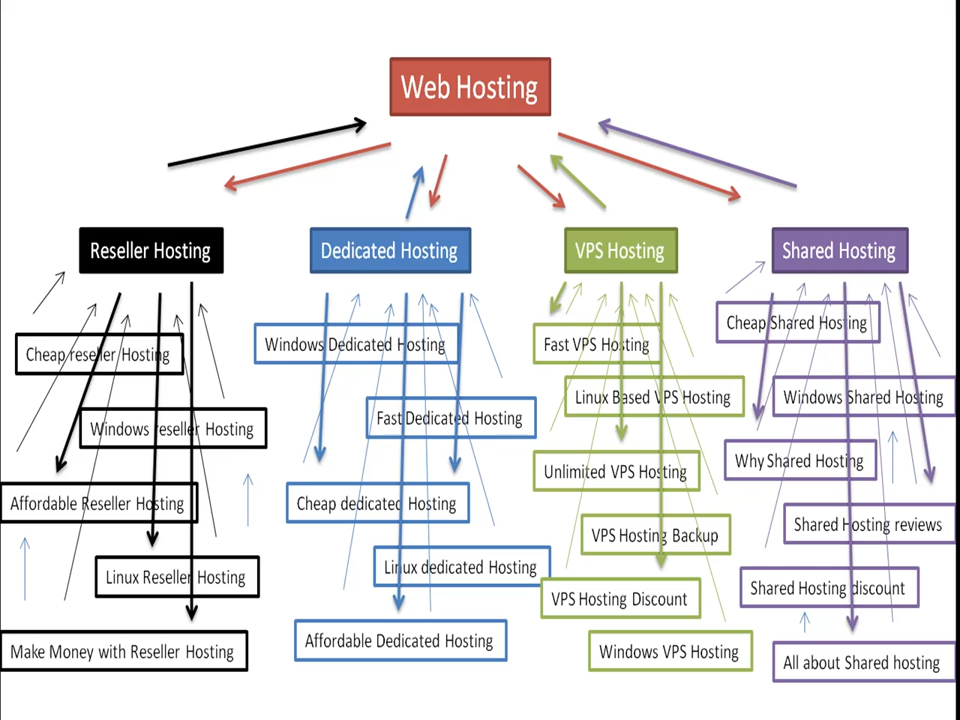 Web Hosting
Reseller Hosting
Dedicated Hosting
VPS Hosting
Shared Hosting
Cheap reseller Hosting
Windows reseller Hosting
Affordable Reseller Hosting
Linux Reseller Hosting
Make Money with Reseller Hosting
Windows Dedicated Hosting
Fast Dedicated Hosting
Cheap dedicated Hosting
Linux dedicated Hosting
Affordable Dedicated Hosting
Fast VPS Hosting
Linux Based VPS Hosting
Unlimited VPS Hosting
VPS Hosting Backup
VPS Hosting Discount
Windows VPS Hosting
Cheap Shared Hosting
Windows Shared Hosting
Why Shared Hosting
Shared Hosting reviews
Shared Hosting discount
All about Shared hosting